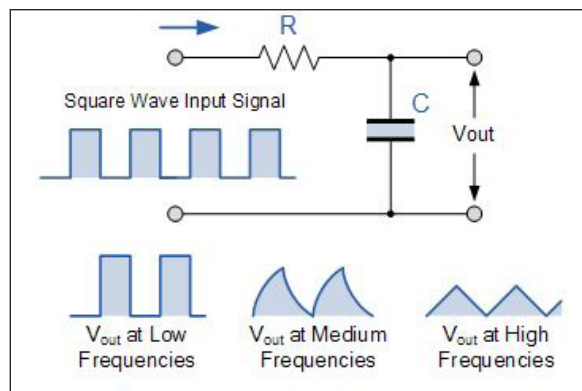 R
Square Wave Input Signal
C
Vout
Vout at Low
Frequencies
Vout at Medium
Frequencies
Vout at High
Frequencies